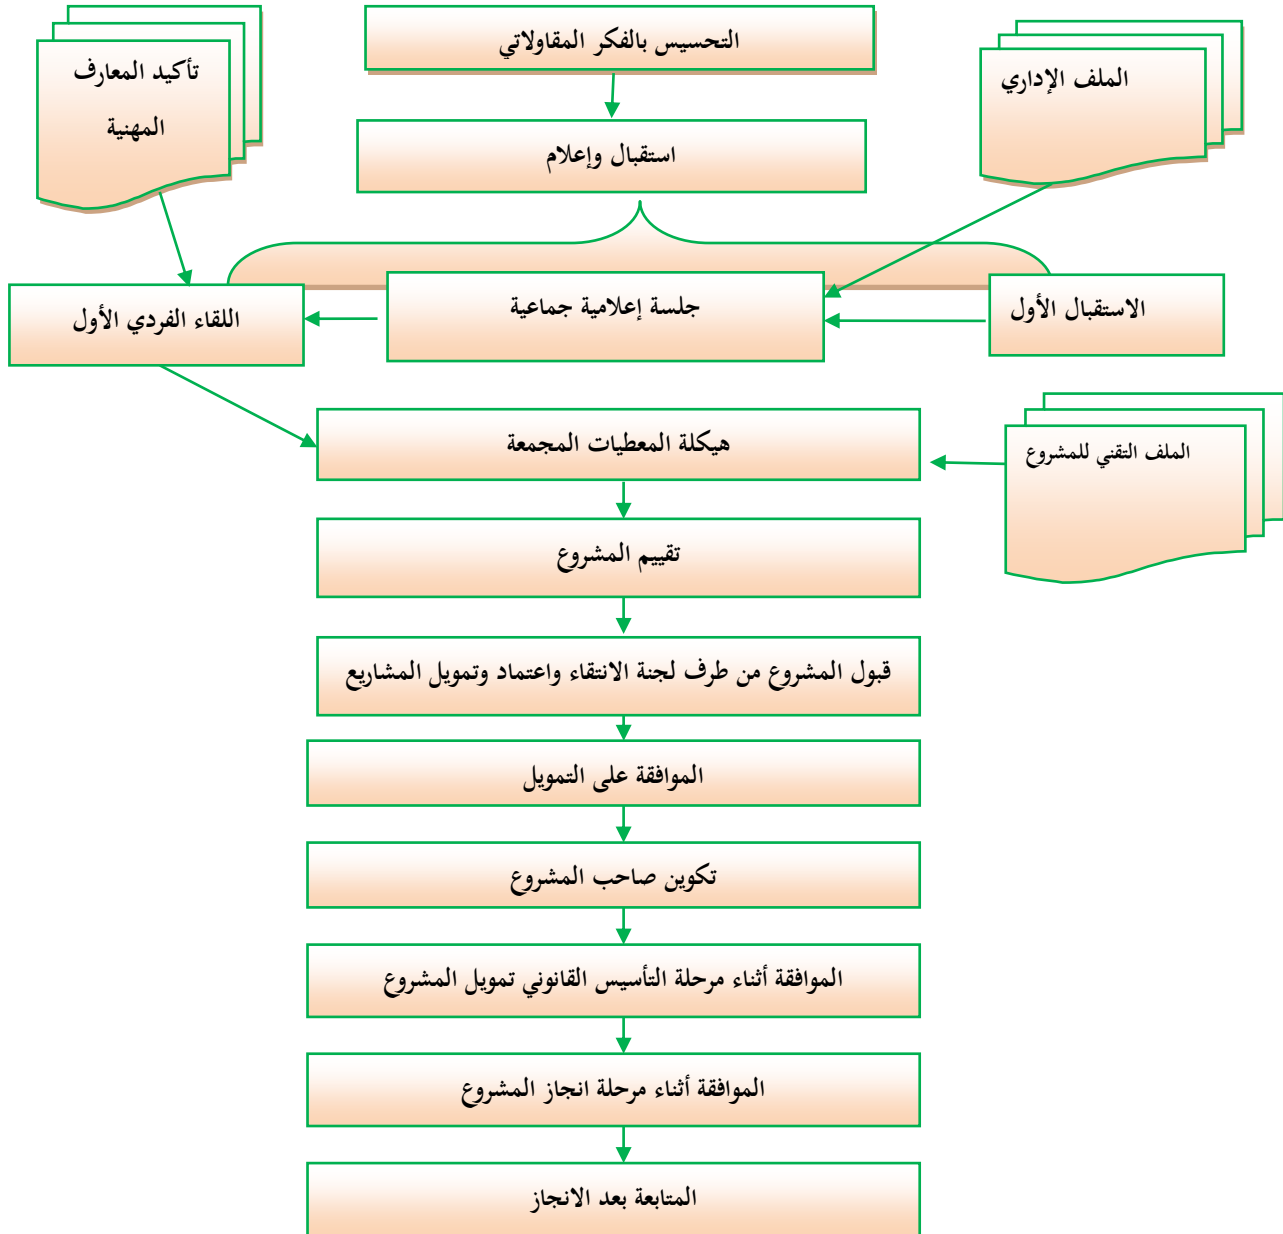 التحسيس بالفكر المقاولاتي
الملف الإداري
تأكيد المعارف
المهنية
استقبال وإعلام
الاستقبال الأول
جلسة إعلامية جماعية
اللقاء الفردي الأول
هيكلة المعطيات المجمعة
الملف التقني للمشروع
تقييم المشروع
قبول المشروع من طرف لجنة الانتقاء واعتماد وتمويل المشاريع
الموافقة على التمويل
تكوين صاحب المشروع
الموافقة أثناء مرحلة التأسيس القانوني تمويل المشروع
الموافقة أثناء مرحلة انجاز المشروع
المتابعة بعد الانجاز